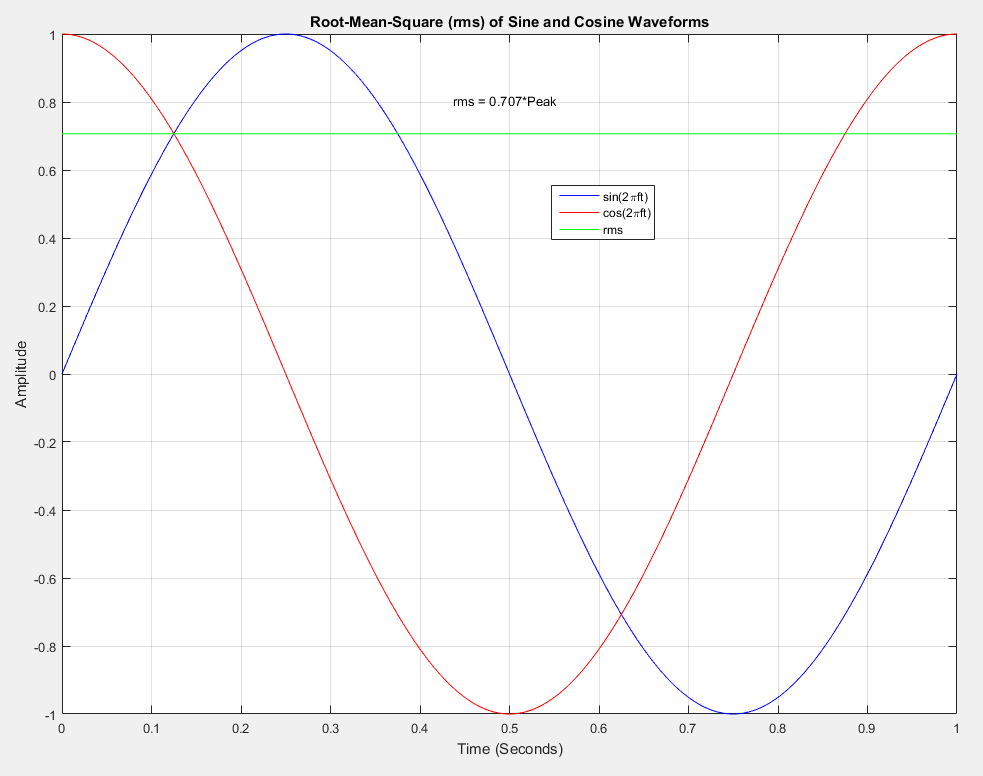 Root-Mean-Square (rms) of Sine and Cosine Waveforms
1
0.8
0.6
0.4
0.2
0
-0.2
-0.4
-0.6
-0.8
-1
Amplitude
rms = 0.707*Peak
sin(2πft)
cos(2πft)
rms
0 0.1 0.2 0.3 0.4 0.5 0.6 0.7 0.8 0.9 1
Time (Seconds)